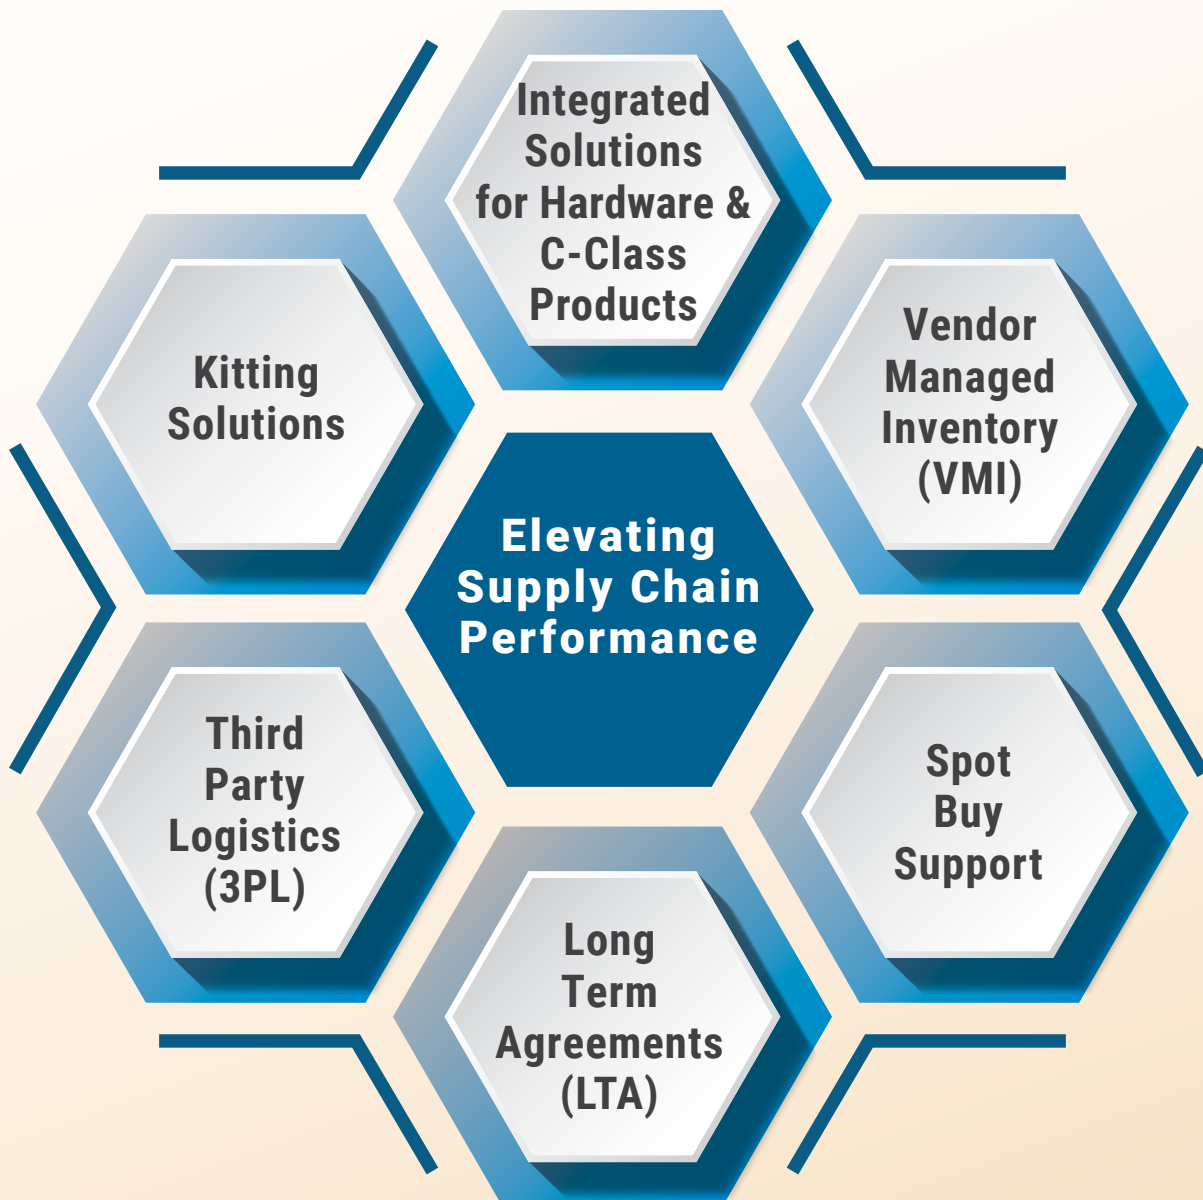 Integrated
Solutions
for Hardware &
C-Class
Products
Kitting
Solutions
Vendor
Managed
Inventory
(VMI)
Elevating
Supply Chain
Performance
Third
Party
Logistics
(3PL)
Spot
Buy
Support
Long
Term
Agreements
(LTA)